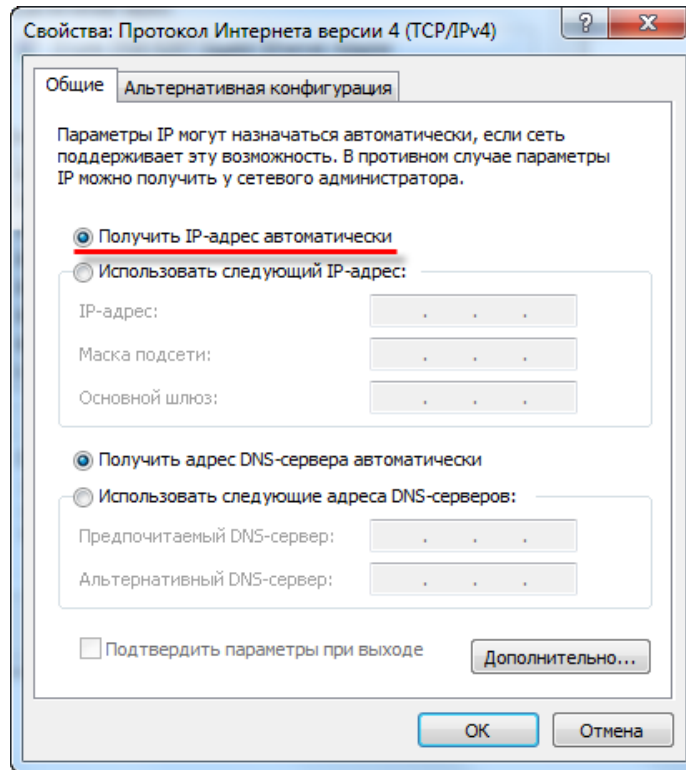 Свойства: Протокол Интернета версии 4 (TCP/IPv4)
?
X
Общие
Альтернативная конфигурация
Параметры IP могут назначаться автоматически, если сеть
поддерживает эту возможность. В противном случае параметры
IP можно получить у сетевого администратора.
Получить IP-адрес автоматически
Использовать следующий IP-адрес:
IP-адрес:
Маска подсети:
Основной шлюз:
Получить адрес DNS-сервера автоматически
Использовать следующие адреса DNS-серверов:
Предпочитаемый DNS-сервер:
Альтернативный DNS-сервер:
Подтвердить параметры при выходе
Дополнительно...
ОК
Отмена